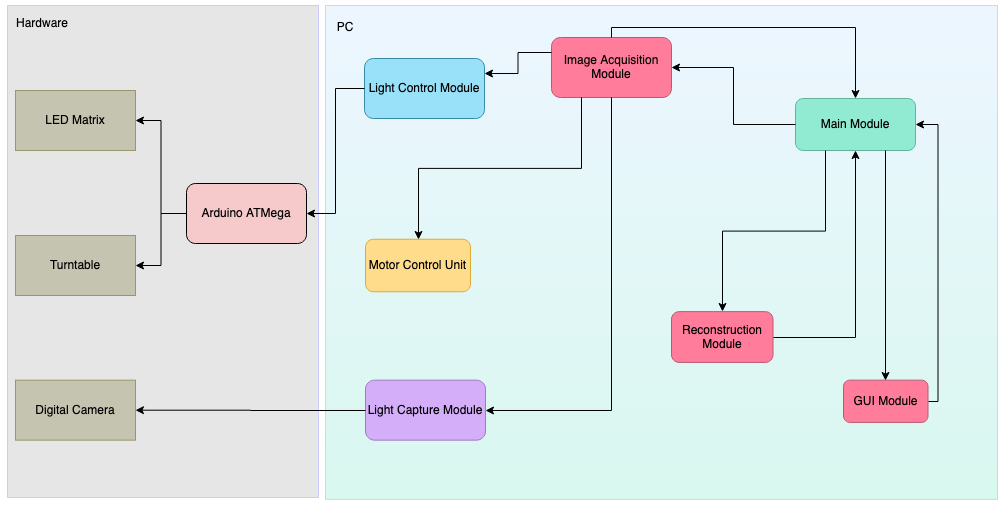 Hardware
PC
LED Matrix
Turntable
Digital Camera
Arduino ATMega
Light Control Module
Motor Control Unit
Light Capture Module
Image Acquisition
Module
Main Module
Reconstruction
Module
GUI Module